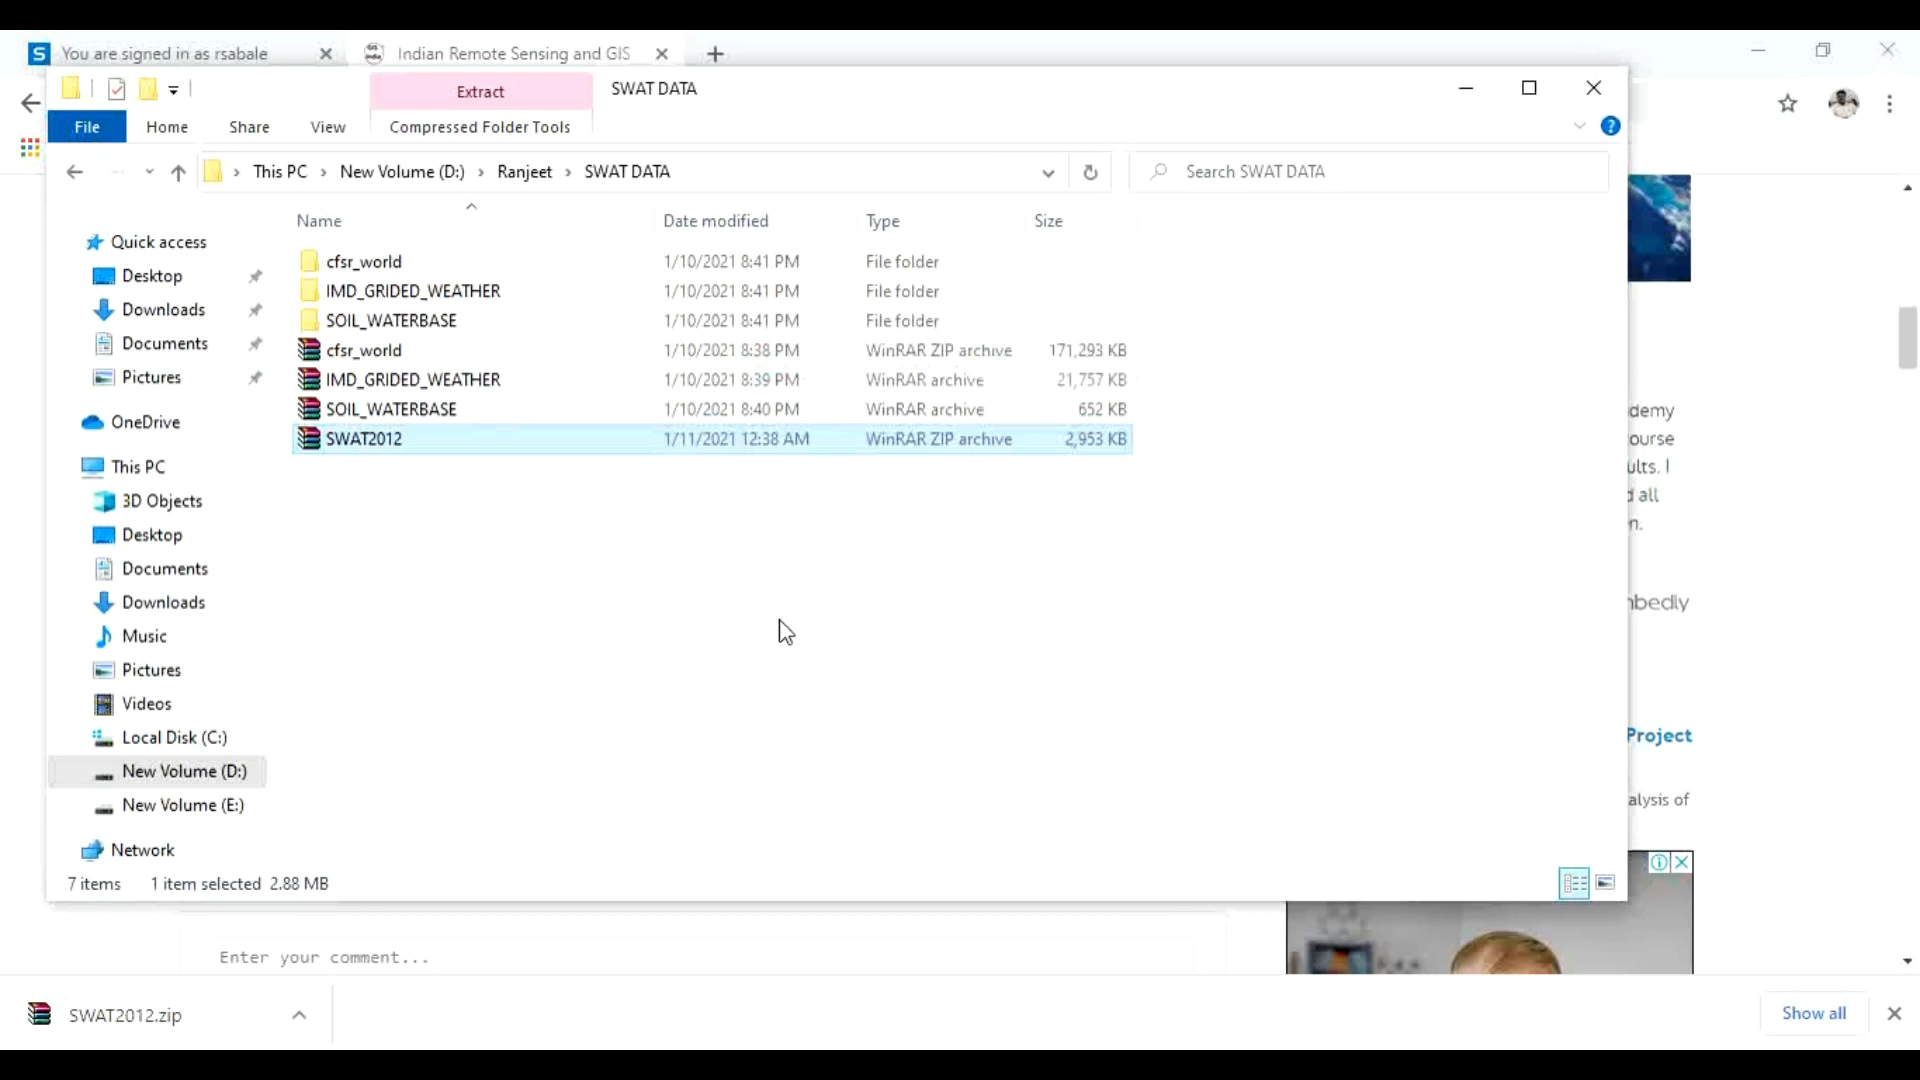 S You are signed in as rsabale
Indian Remote Sensing and GIS
Extract
SWAT DATA
File
Home
Share
View
Compressed Folder Tools
This PC › New Volume (D:) › Ranjeet › SWAT DATA
Search SWAT DATA
Name Date modified Type Size
cfsr_world 1/10/2021 8:41 PM File folder
IMD_GRIDED_WEATHER 1/10/2021 8:41 PM File folder
SOIL_WATERBASE 1/10/2021 8:41 PM File folder
cfsr_world 1/10/2021 8:38 PM WinRAR ZIP archive 171,293 KB
IMD_GRIDED_WEATHER 1/10/2021 8:39 PM WinRAR archive 21,757 KB
SOIL_WATERBASE 1/10/2021 8:40 PM WinRAR archive 652 KB
SWAT2012 1/11/2021 12:38 AM WinRAR ZIP archive 2,953 KB
Quick access
Desktop
Downloads
Documents
Pictures
OneDrive
This PC
3D Objects
Desktop
Documents
Downloads
Music
Pictures
Videos
Local Disk (C:)
New Volume (D:)
New Volume (E:)
Network
7 items 1 item selected 2.88 MB
demy
ourse
ults. I
d all
n.
bedly
Project
alysis of
Enter your comment...
SWAT2012.zip
Show all